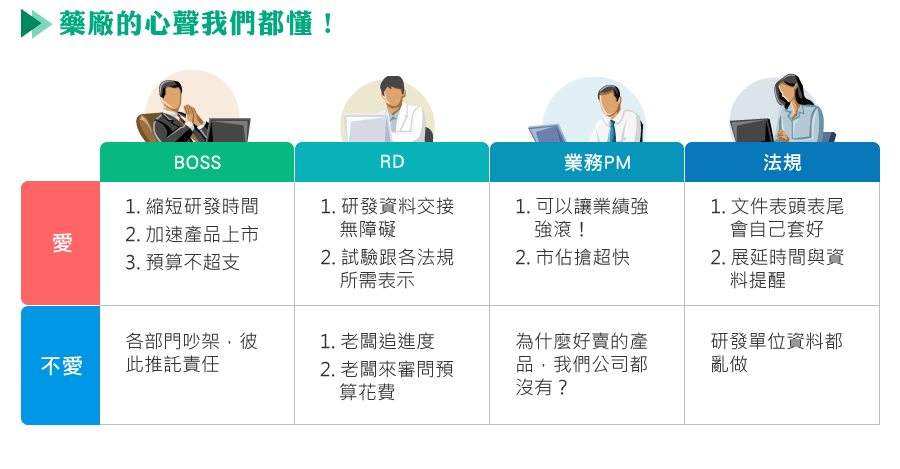 藥廠的心聲我們都懂！
BOSS
RD
業務PM
法規
愛
1. 縮短研發時間
2. 加速產品上市
3. 預算不超支
1. 研發資料交接
無障礙
2. 試驗跟各法規
所需表示
1. 可以讓業績強
強滾！
2. 市佔搶超快
1. 文件表頭表尾
會自己套好
2. 展延時間與資
料提醒
不愛
各部門吵架，彼
此推託責任
1. 老闆追進度
2. 老闆來審問預
算花費
為什麼好賣的產
品，我們公司都
沒有？
研發單位資料都
亂做